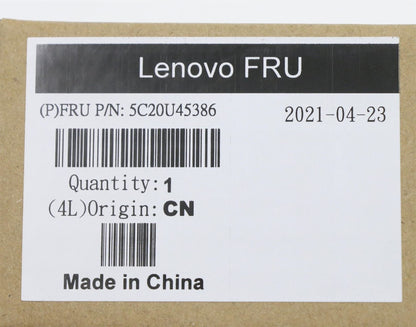 Lenovo FRU
(P)FRU P/N: 5C20U45386
2021-04-23
Quantity: 1
(4L)Origin: CN
Made in China